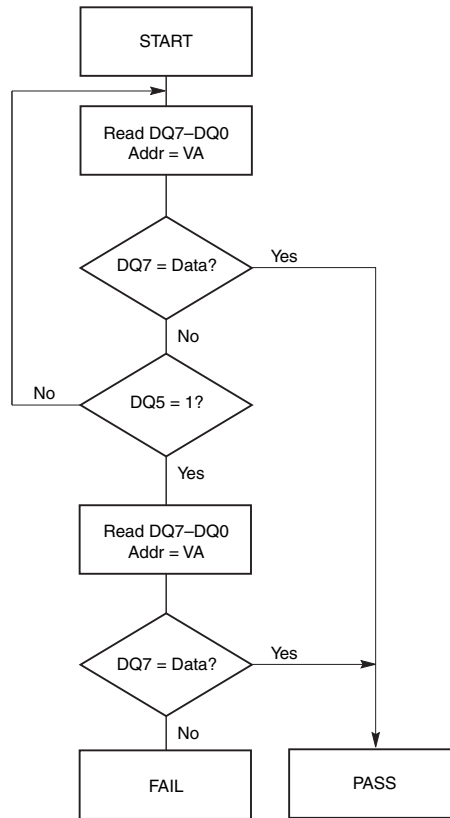 START
Read DQ7–DQ0
Addr = VA
DQ7 = Data?
Yes
No
No
DQ5 = 1?
Yes
Read DQ7–DQ0
Addr = VA
DQ7 = Data?
Yes
No
FAIL
PASS